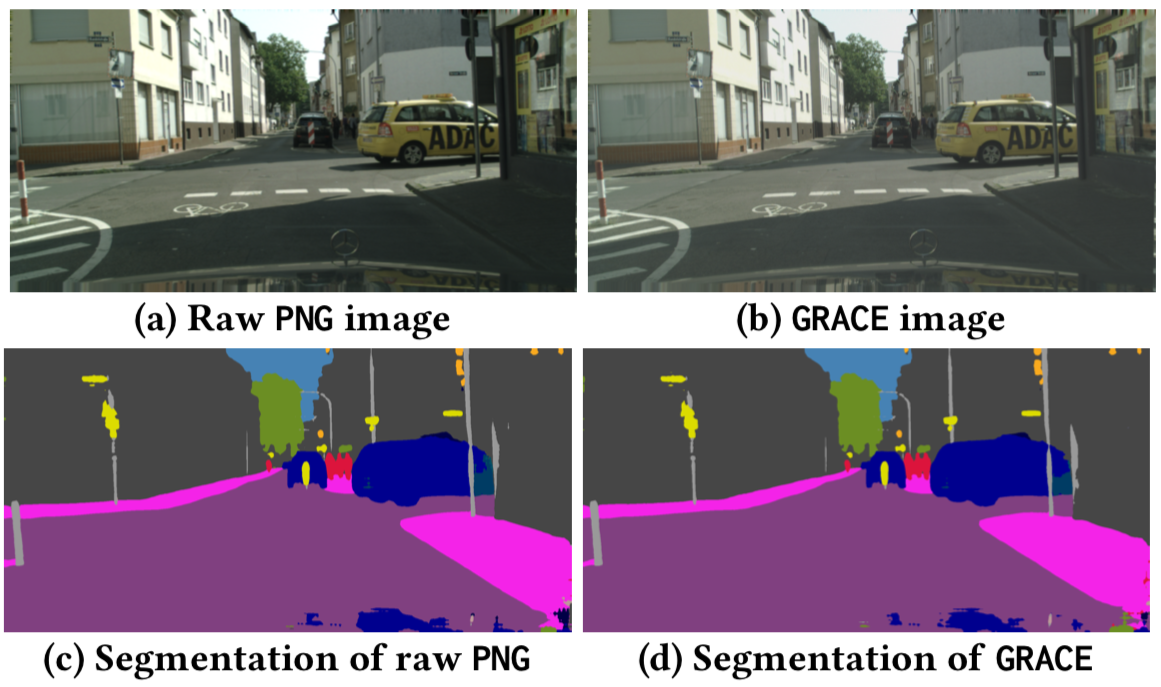 ADAC
ADAC
(a) Raw PNG image
(b) GRACE image
(c) Segmentation of raw PNG
(d) Segmentation of GRACE